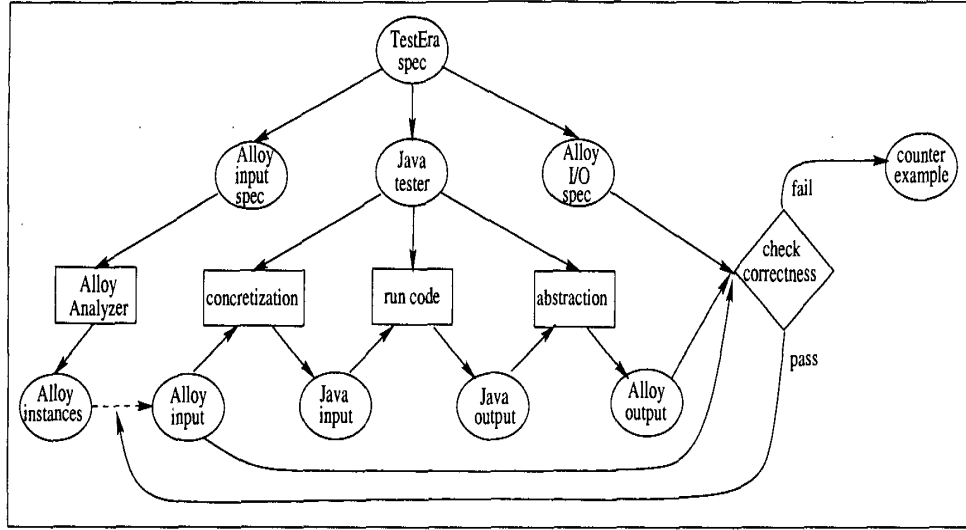 TestEra
spec
Alloy
input
spec
Java
tester
Alloy
I/O
spec
counter
example
fail
check
correctness
Alloy
Analyzer
concretization
run code
abstraction
pass
Alloy
instances
Alloy
input
Java
input
Java
output
Alloy
output